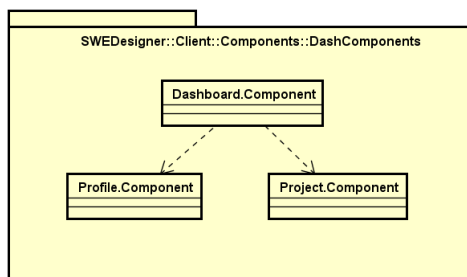 SWEDesigner::Client::Components::DashComponents
Dashboard.Component
Profile.Component
Project.Component